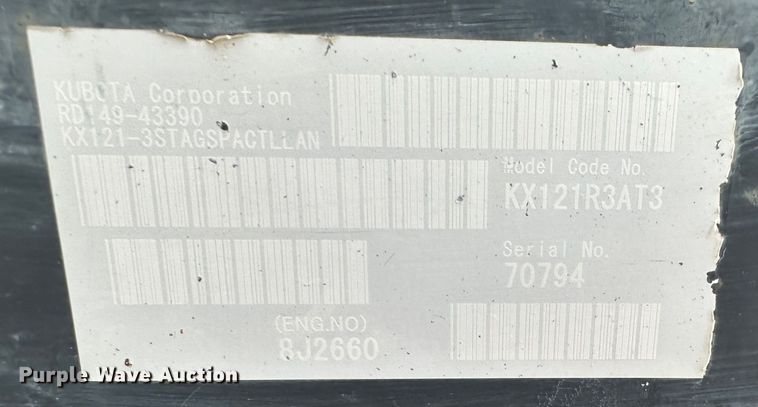 KUBOTA Corporation
RD149-43390
KX121-3STAGSPACTLLAN
Model Code No.
KX121R3AT3
Serial No.
70794
(ENG.NO)
8J2660
Purple Wave Auction